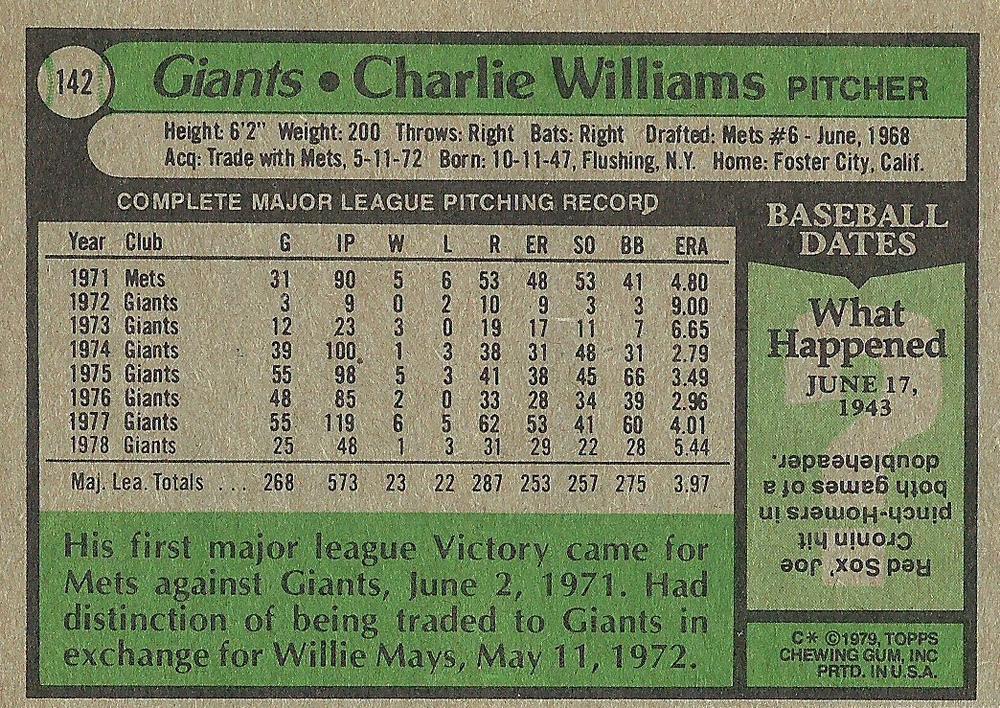 142
Giants • Charlie Williams PITCHER
Height: 6'2" Weight: 200 Throws: Right Bats: Right Drafted: Mets #6 - June, 1968
Acq: Trade with Mets, 5-11-72 Born: 10-11-47, Flushing, N.Y. Home: Foster City, Calif.
COMPLETE MAJOR LEAGUE PITCHING RECORD
Year Club G IP W L R ER SO BB ERA
1971 Mets 31 90 5 6 53 48 53 41 4.80
1972 Giants 3 9 0 2 10 9 3 3 9.00
1973 Giants 12 23 3 0 19 17 11 7 6.65
1974 Giants 39 100 1 3 38 31 48 31 2.79
1975 Giants 55 98 5 3 41 38 45 66 3.49
1976 Giants 48 85 2 0 33 28 34 39 2.96
1977 Giants 55 119 6 5 62 53 41 60 4.01
1978 Giants 25 48 1 3 31 29 22 28 5.44
Maj. Lea. Totals ... 268 573 23 22 287 253 257 275 3.97
His first major league Victory came for
Mets against Giants, June 2, 1971. Had
distinction of being traded to Giants in
exchange for Willie Mays, May 11, 1972.
BASEBALL
DATES
What
Happened
JUNE 17,
1943
Red Sox' Joe
Cronin hit
pinch-Homers in
both games of a
doubleheader.
C* ©1979, TOPPS
CHEWING GUM, INC
PRTD. IN U.S.A.